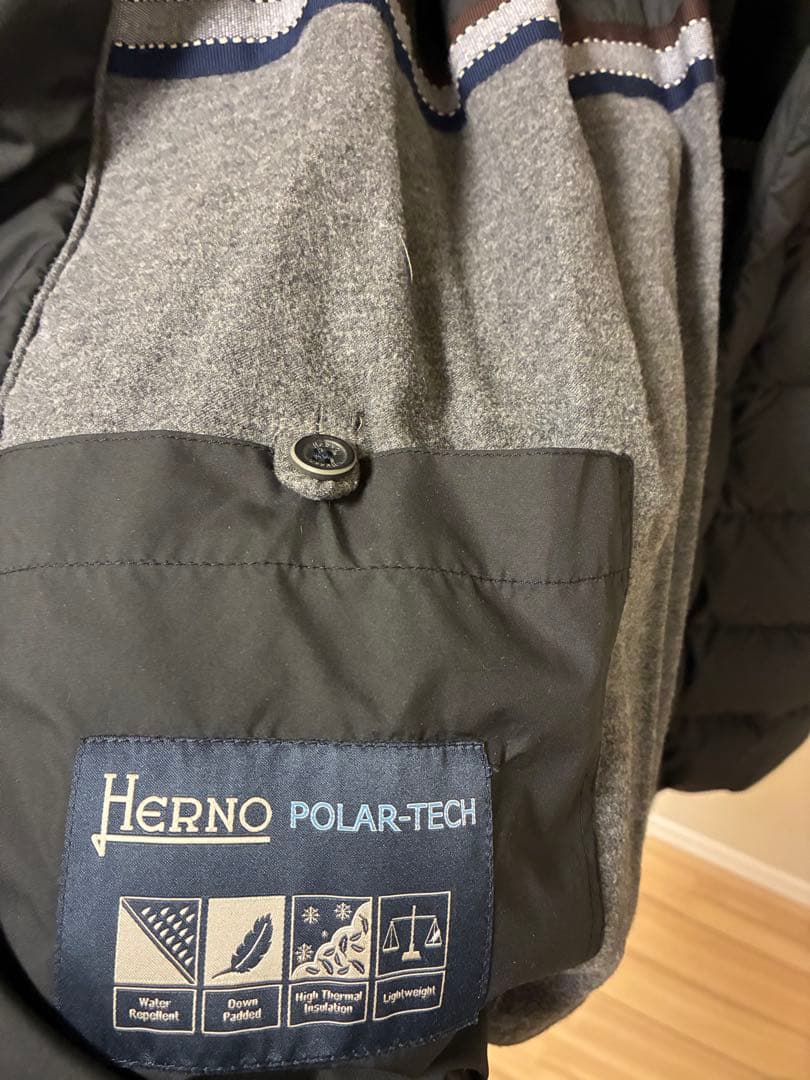 HERNO POLAR-TECH
Water Repellent
Down Padded
High Thermal Insulation
Lightweight